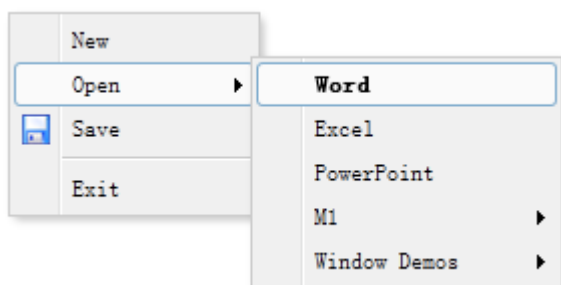 New
Open
Save
Exit
Word
Excel
PowerPoint
M1
Window Demos